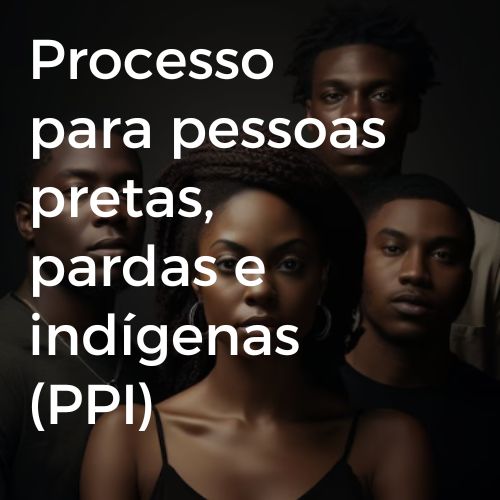 Processo
para pessoas
pretas,
pardas e
indígenas
(PPI)